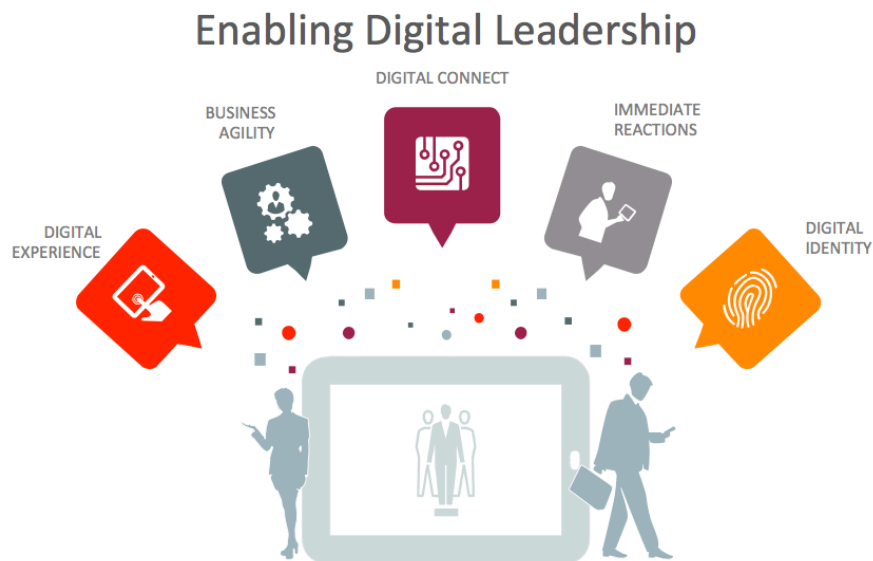 Enabling Digital Leadership
DIGITAL CONNECT
BUSINESS
AGILITY
IMMEDIATE
REACTIONS
DIGITAL
EXPERIENCE
DIGITAL
IDENTITY